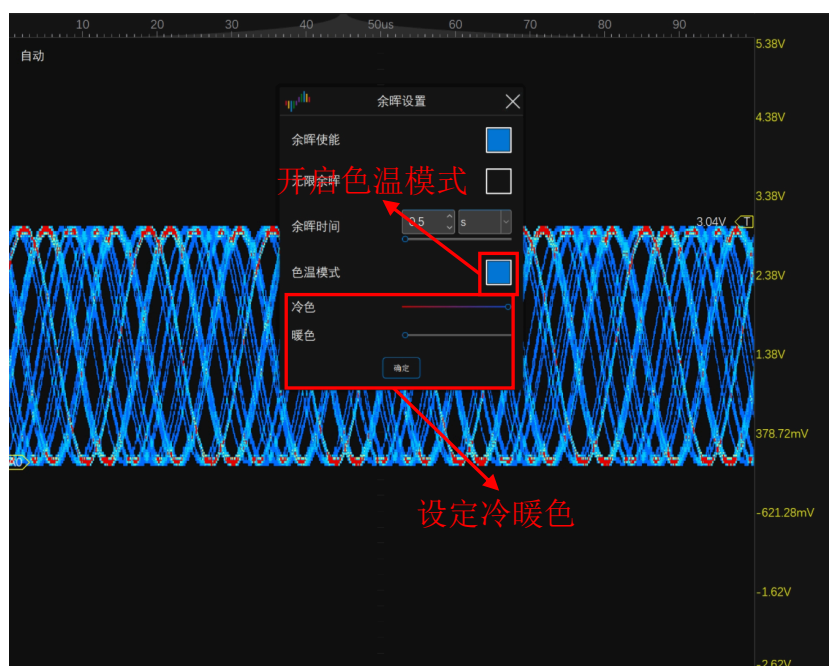 10 20 30 40 50us 60 70 80 90
5.38V
自动
余晖设置
4.38V
余晖使能
无限余晖
开启色温模式
3.38V
余晖时间 0.5 s
3.04V T
色温模式
2.38V
冷色
暖色
1.38V
确定
378.72mV
设定冷暖色
-621.28mV
-1.62V
-2.62V